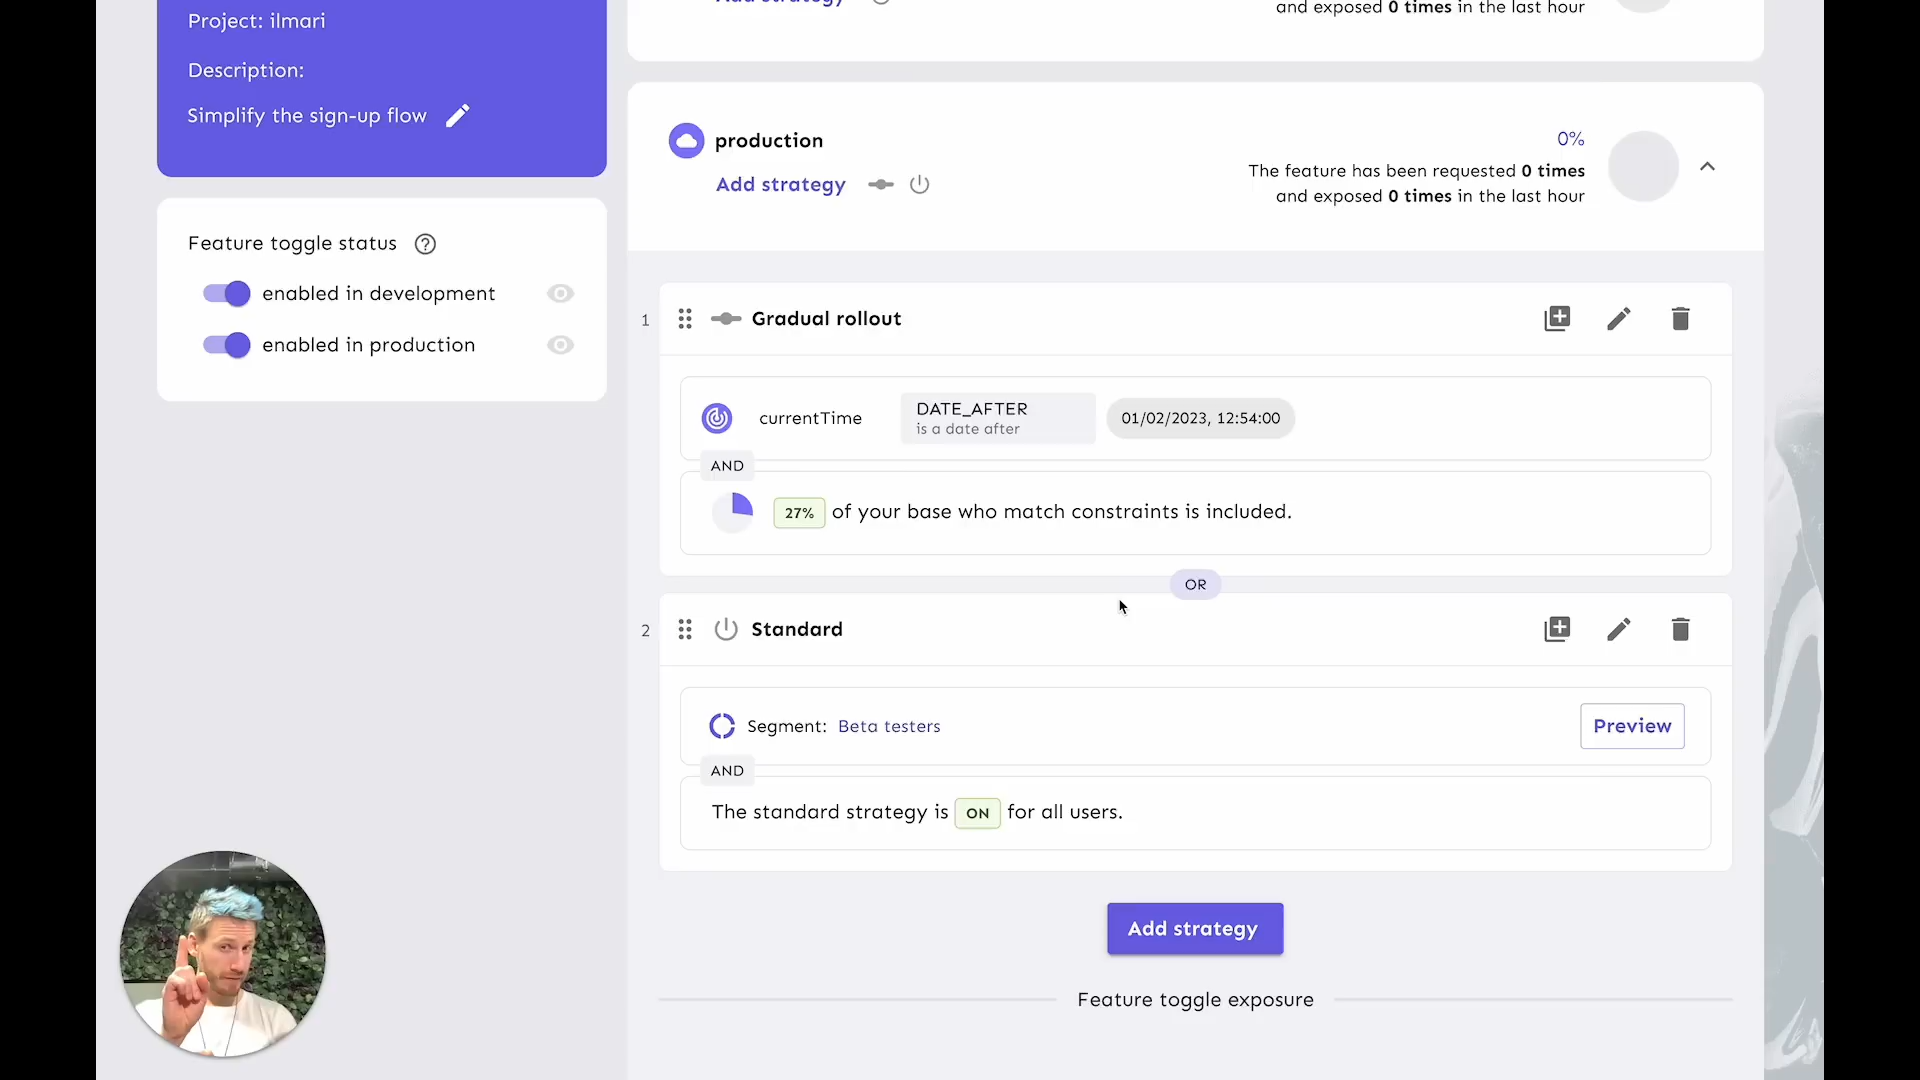 Project: ilmari
Description:
Simplify the sign-up flow
Feature toggle status
enabled in development
enabled in production
Add strategy
and exposed 0 times in the last hour
production
Add strategy
0%
The feature has been requested 0 times
and exposed 0 times in the last hour
1
Gradual rollout
currentTime
DATE_AFTER
is a date after
01/02/2023, 12:54:00
AND
27% of your base who match constraints is included.
OR
2
Standard
Segment: Beta testers
Preview
AND
The standard strategy is ON for all users.
Add strategy
Feature toggle exposure